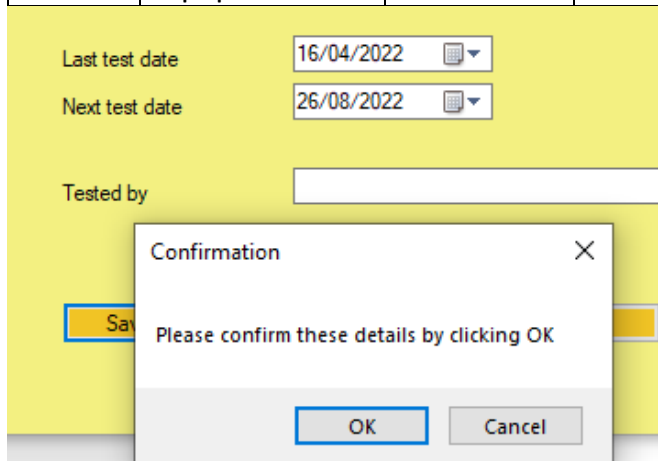 Last test date 16/04/2022
Next test date 26/08/2022
Tested by
Confirmation
Please confirm these details by clicking OK
OK Cancel